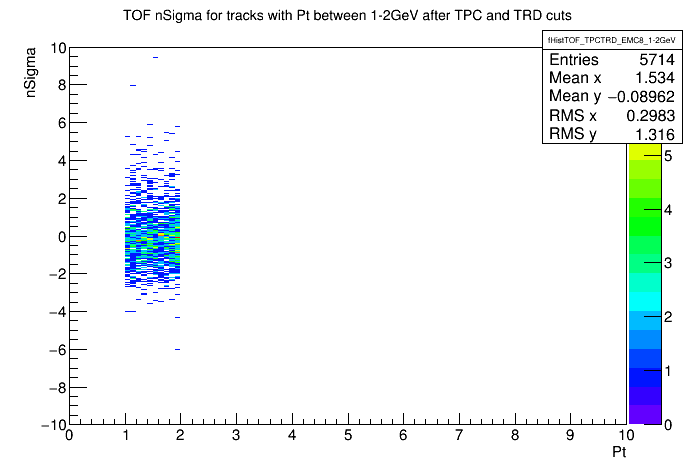 TOF nSigma for tracks with Pt between 1-2GeV after TPC and TRD cuts
fHistTOF_TPCTRD_EMC8_1-2GeV
Entries 5714
Mean x 1.534
Mean y −0.08962
RMS x 0.2983
RMS y 1.316
nSigma
10
8
6
4
2
0
−2
−4
−6
−8
−10
0 1 2 3 4 5 6 7 8 9 10
Pt
5
4
3
2
1
0